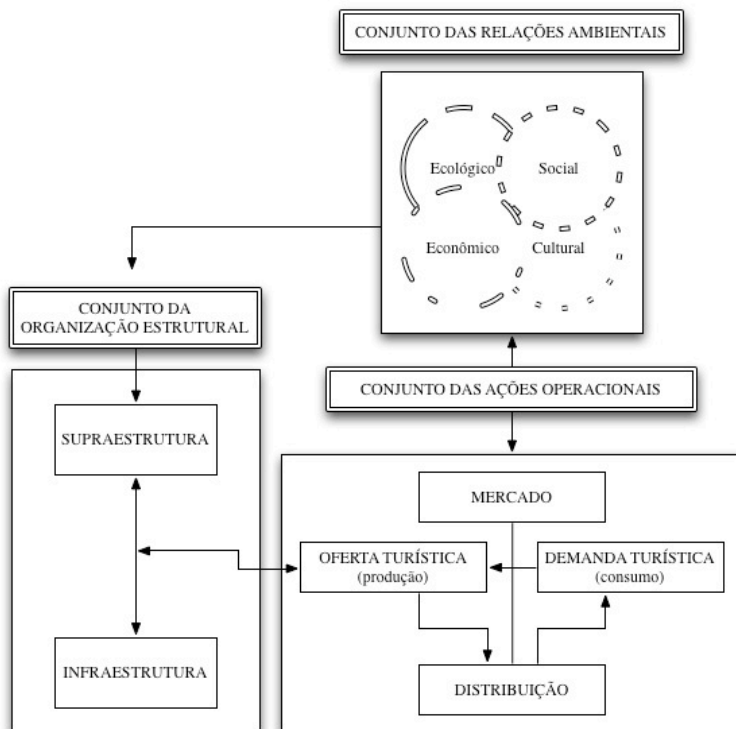 CONJUNTO DAS RELAÇÕES AMBIENTAIS
Ecológico
Social
Econômico
Cultural
CONJUNTO DA
ORGANIZAÇÃO ESTRUTURAL
CONJUNTO DAS AÇÕES OPERACIONAIS
SUPRAESTRUTURA
MERCADO
OFERTA TURÍSTICA
(produção)
DEMANDA TURÍSTICA
(consumo)
INFRAESTRUTURA
DISTRIBUIÇÃO